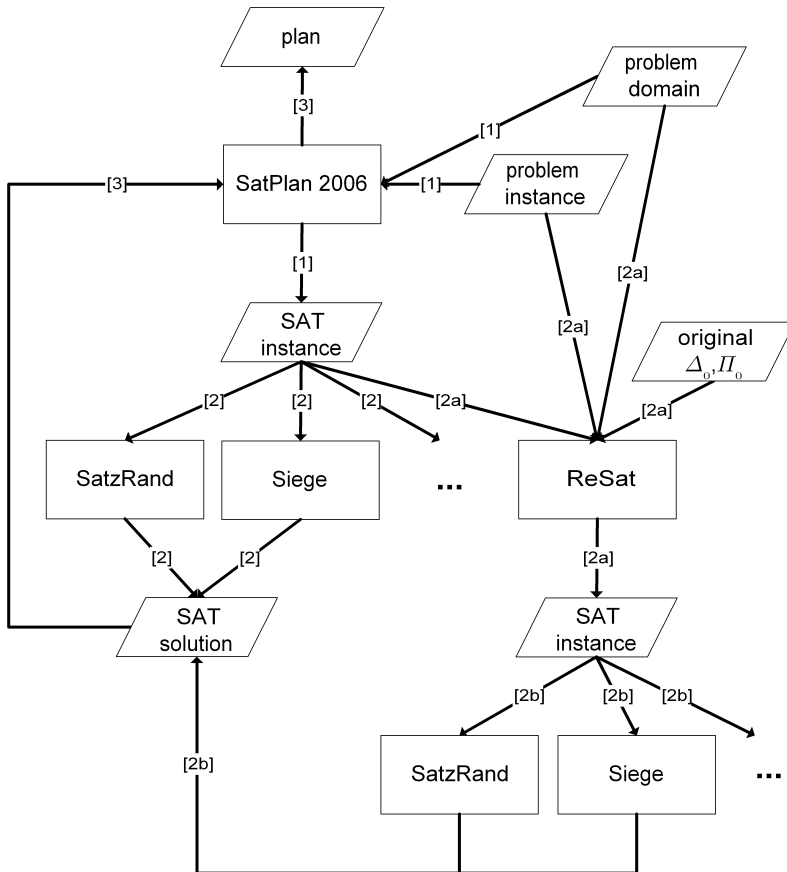 plan
problem
domain
[3]
[1]
[3]
SatPlan 2006
[1]
problem
instance
[1]
[2a]
SAT
instance
[2a]
original
Δ₀,Π₀
[2]
[2]
[2]
[2a]
[2a]
SatzRand
Siege
...
ReSat
[2]
[2]
[2a]
SAT
solution
SAT
instance
[2b]
[2b]
[2b]
[2b]
SatzRand
Siege
...